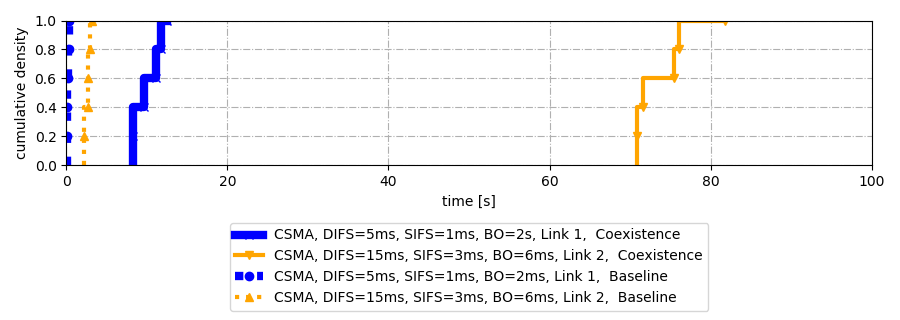 1.0
0.8
0.6
0.4
0.2
0.0
cumulative density
0 20 40 60 80 100
time [s]
CSMA, DIFS=5ms, SIFS=1ms, BO=2s, Link 1, Coexistence
CSMA, DIFS=15ms, SIFS=3ms, BO=6ms, Link 2, Coexistence
CSMA, DIFS=5ms, SIFS=1ms, BO=2ms, Link 1, Baseline
CSMA, DIFS=15ms, SIFS=3ms, BO=6ms, Link 2, Baseline